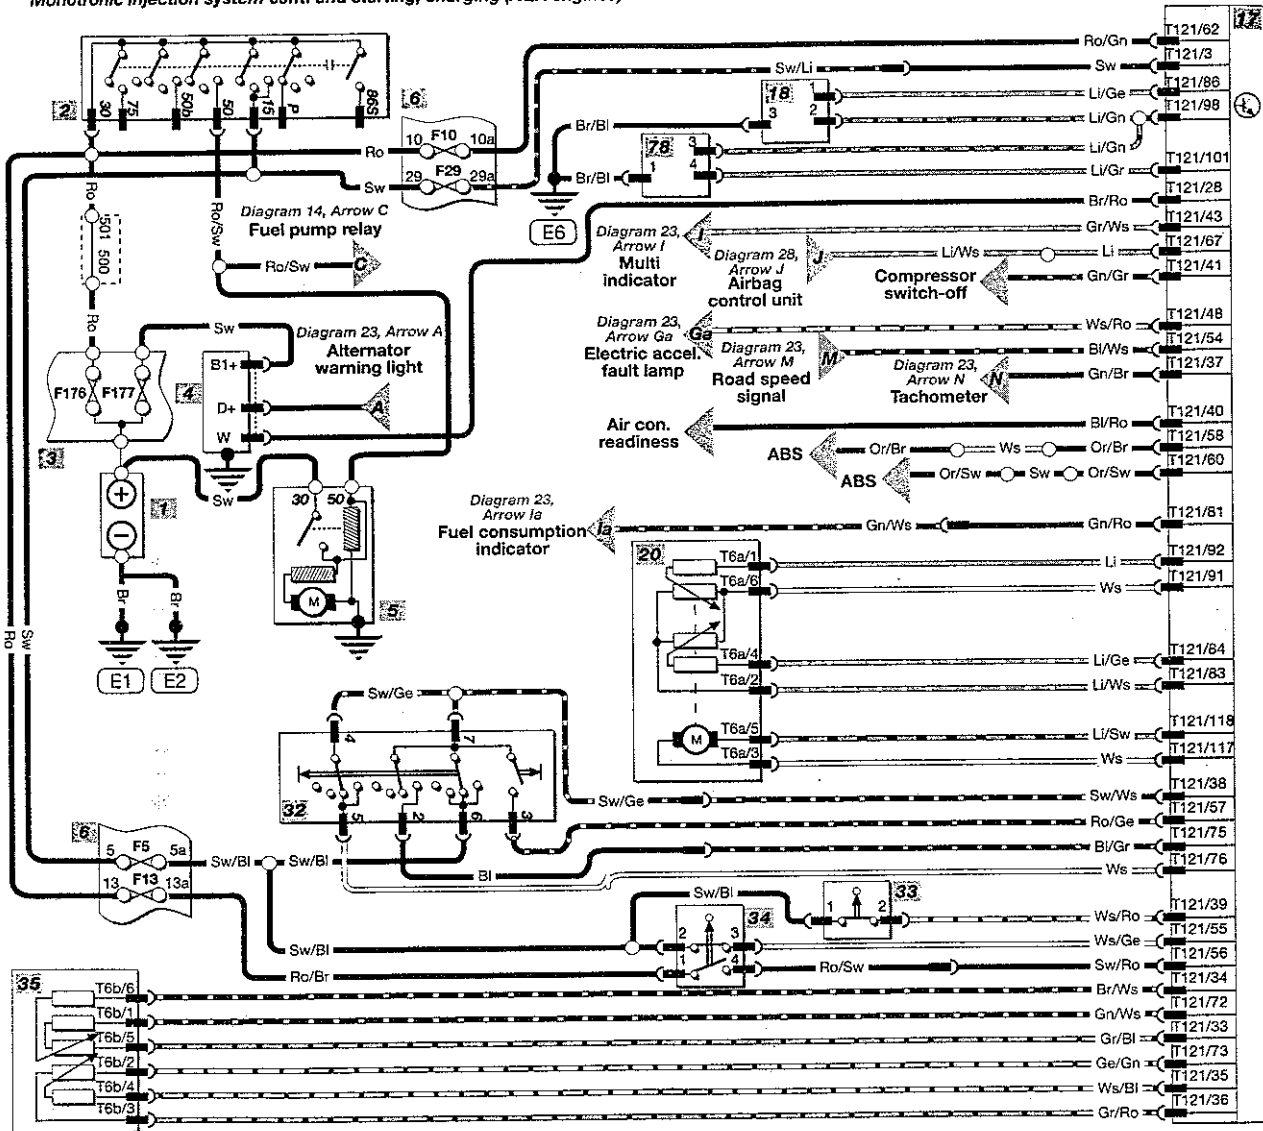 Monotronic injection system
17
T121/62
Ro/Gn
T121/3
Sw/Li
Sw
T121/86
Li/Ge
T121/98
Li/Gn
Li/Gn
T121/101
Li/Gr
T121/28
Br/Ro
T121/43
Gr/Ws
T121/67
Li/Ws
Li
T121/41
Gn/Gr
2
30
75
50b
50
15
P
86S
6
10
F10
10a
29
F29
29a
Ro
Sw
18
1
2
3
Br/Bl
78
3
4
1
Br/Bl
E6
Ro
501
500
Ro
Ro/Sw
Diagram 14, Arrow C
Fuel pump relay
Ro/Sw
C
Diagram 23,
Arrow I
Multi
indicator
I
Diagram 28,
Arrow J
Airbag
control unit
J
Compressor
switch-off
Sw
Diagram 23, Arrow A
Alternator
warning light
B1+
D+
W
4
A
F176
F177
3
Diagram 23,
Arrow Ga
Electric accel.
fault lamp
Ga
Diagram 23,
Arrow M
Road speed
signal
M
Diagram 23,
Arrow N
Tachometer
N
T121/48
Ws/Ro
T121/54
Bl/Ws
T121/37
Gn/Br
Air con.
readiness
T121/40
Bl/Ro
ABS
Or/Br
Ws
Or/Br
T121/58
ABS
Or/Sw
Sw
Or/Sw
T121/60
1
+
−
Sw
30
50
M
5
Br
Br
E1
E2
Ro
Sw
Diagram 23,
Arrow Ia
Fuel consumption
indicator
Ia
Gn/Ws
Gn/Ro
T121/81
20
T6a/1
Li
T121/92
T6a/6
Ws
T121/91
T6a/4
Li/Ge
T121/84
T6a/2
Li/Ws
T121/83
M
T6a/5
Li/Sw
T121/118
T6a/3
Ws
T121/117
Sw/Ge
4
7
32
5
2
6
3
Sw/Ge
Sw/Ws
T121/38
Ro/Ge
T121/57
Bl/Gr
T121/75
Ws
T121/76
6
5
F5
5a
13
F13
13a
Sw/Bl
Sw/Bl
Bl
Sw/Bl
33
1
2
Ws/Ro
T121/39
34
2
3
1
4
Sw/Bl
Ws/Ge
T121/55
Ro/Br
Ro/Sw
Sw/Ro
T121/56
35
T6b/6
Br/Ws
T121/34
T6b/1
Gn/Ws
T121/72
T6b/5
Gr/Bl
T121/33
T6b/2
Ge/Gn
T121/73
T6b/4
Ws/Bl
T121/35
T6b/3
Gr/Ro
T121/36